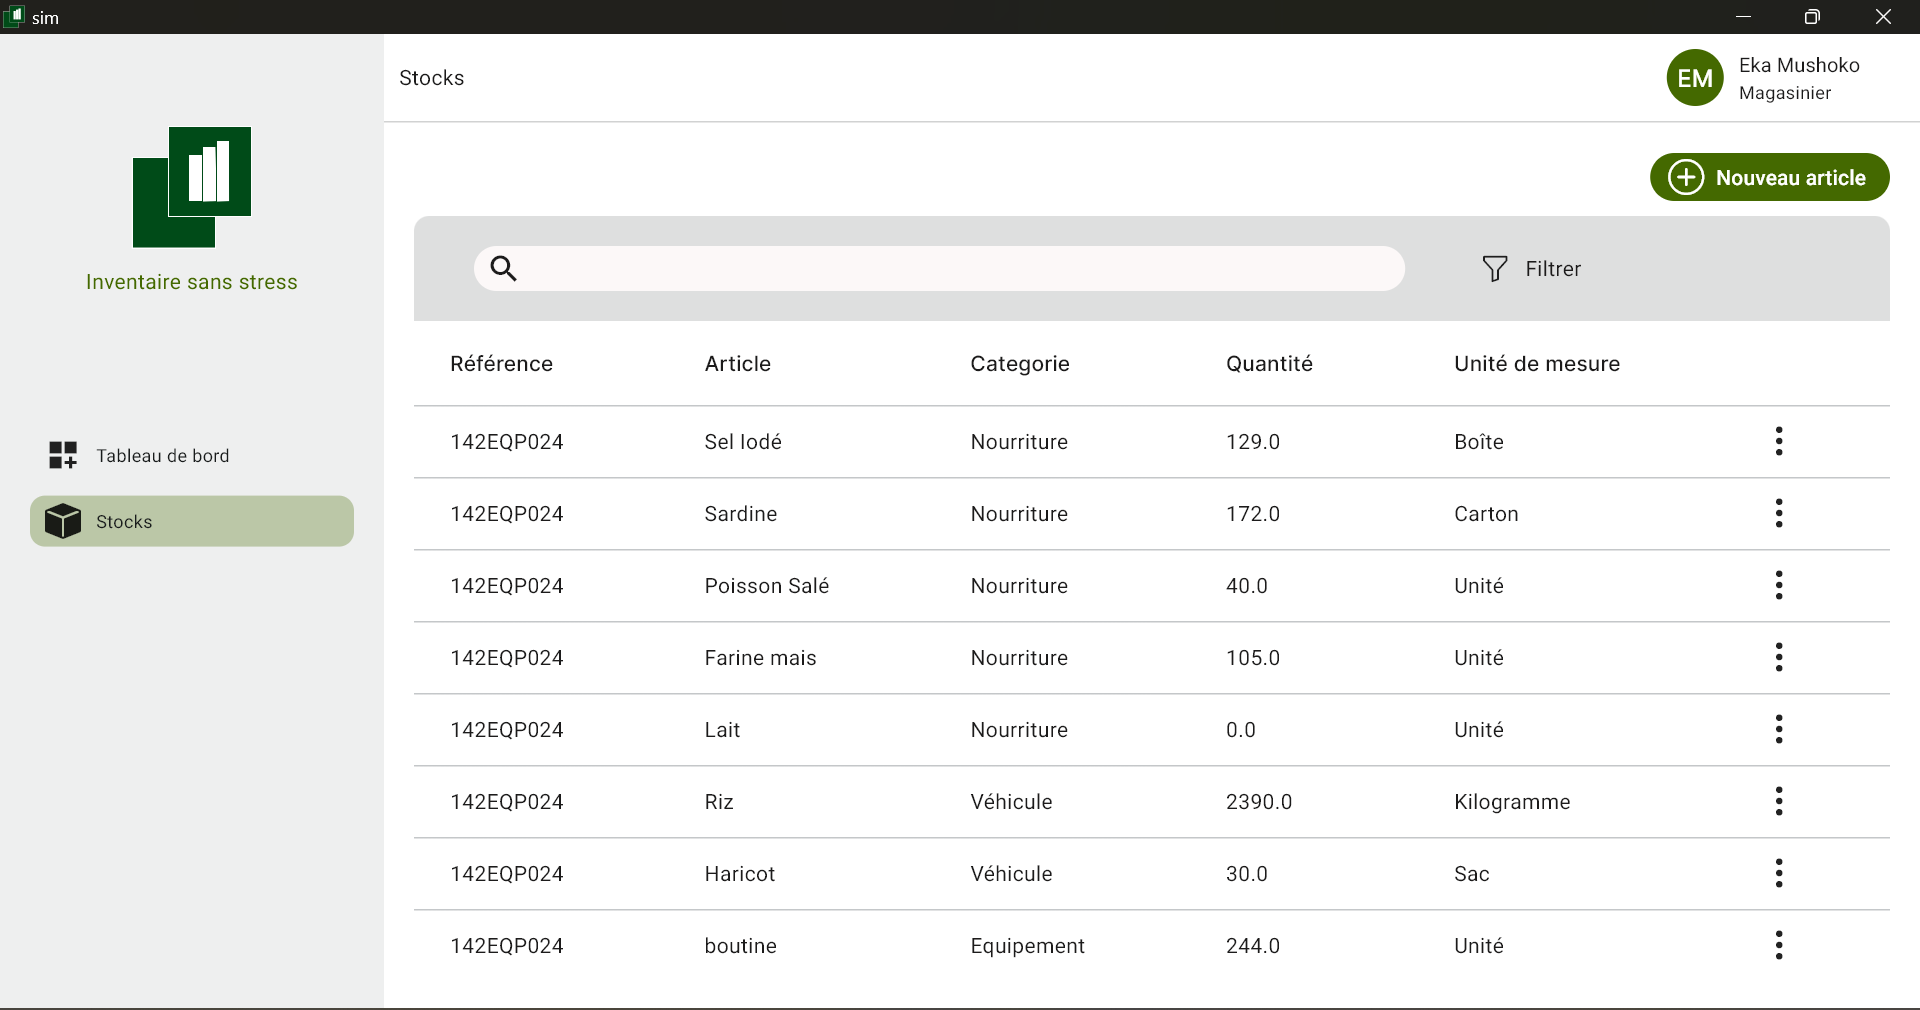 sim
Stocks
Eka Mushoko
EM
Magasinier
Nouveau article
Inventaire sans stress
Filtrer
Référence Article Categorie Quantité Unité de mesure
142EQP024 Sel Iodé Nourriture 129.0 Boîte
Tableau de bord
142EQP024 Sardine Nourriture 172.0 Carton
Stocks
142EQP024 Poisson Salé Nourriture 40.0 Unité
142EQP024 Farine mais Nourriture 105.0 Unité
142EQP024 Lait Nourriture 0.0 Unité
142EQP024 Riz Véhicule 2390.0 Kilogramme
142EQP024 Haricot Véhicule 30.0 Sac
142EQP024 boutine Equipement 244.0 Unité